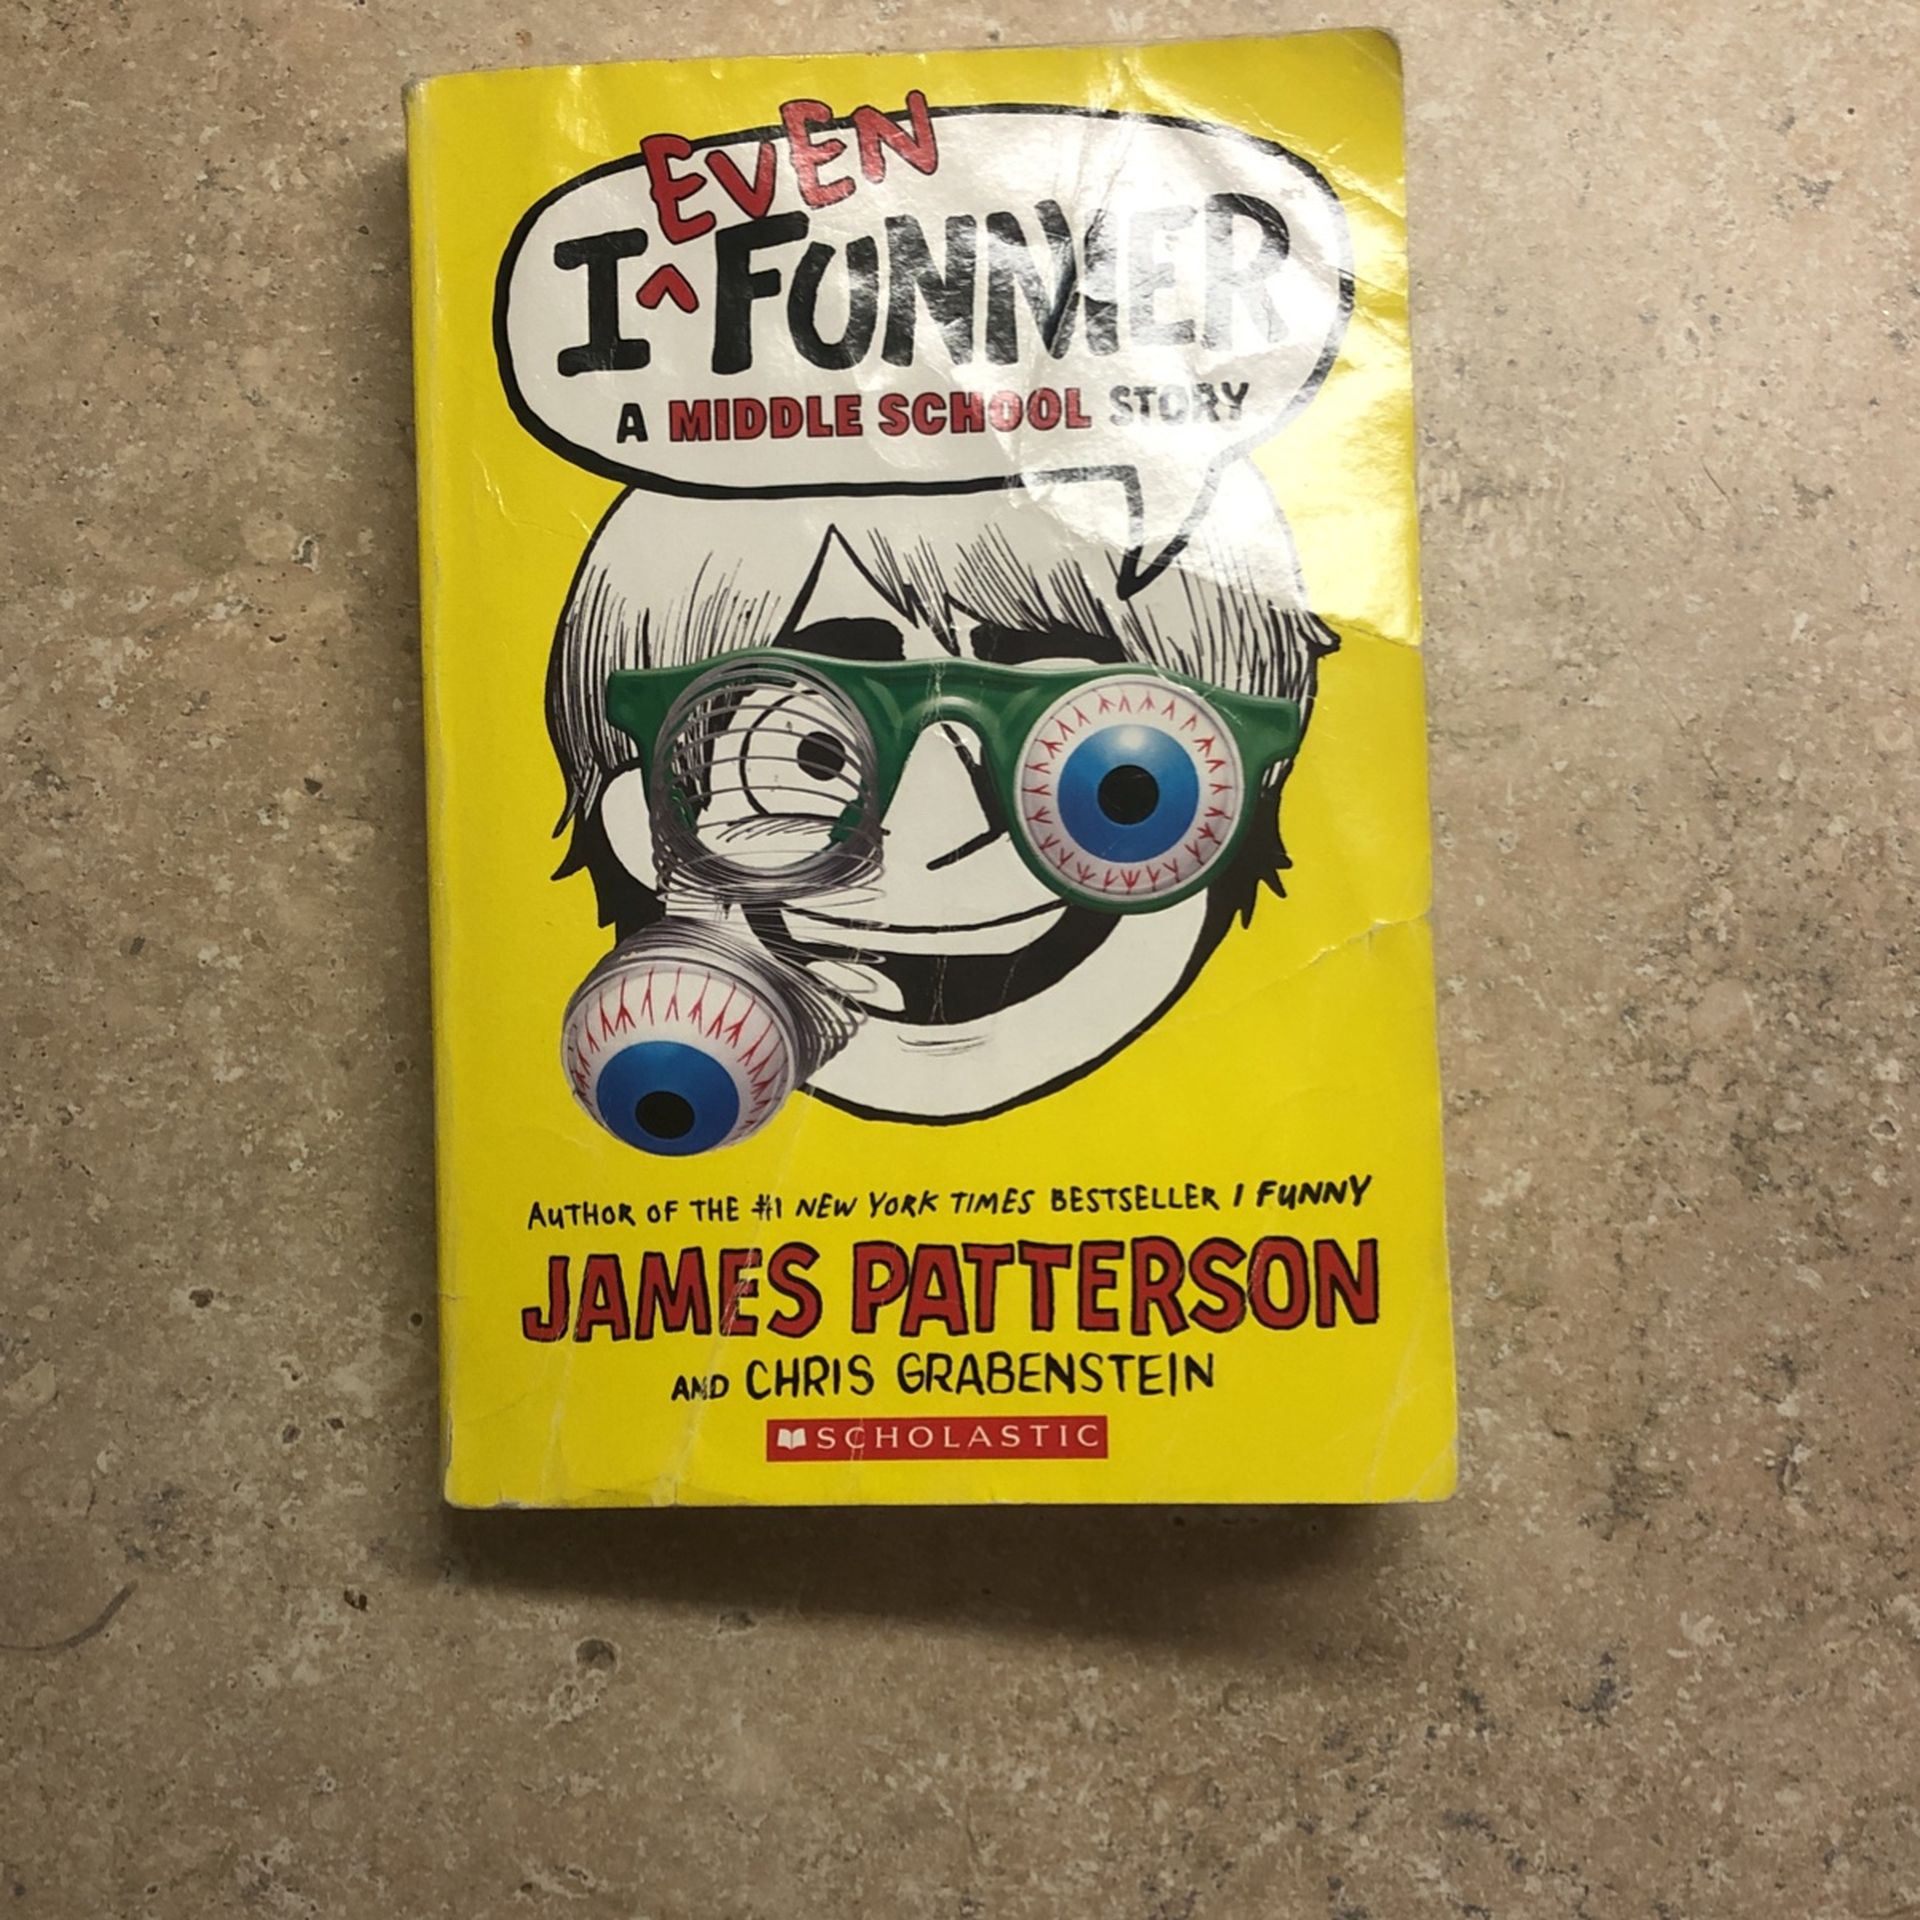 EVEN
I ^ FUNNIER
A MIDDLE SCHOOL STORY
AUTHOR OF THE #1 NEW YORK TIMES BESTSELLER I FUNNY
JAMES PATTERSON
AND CHRIS GRABENSTEIN
SCHOLASTIC